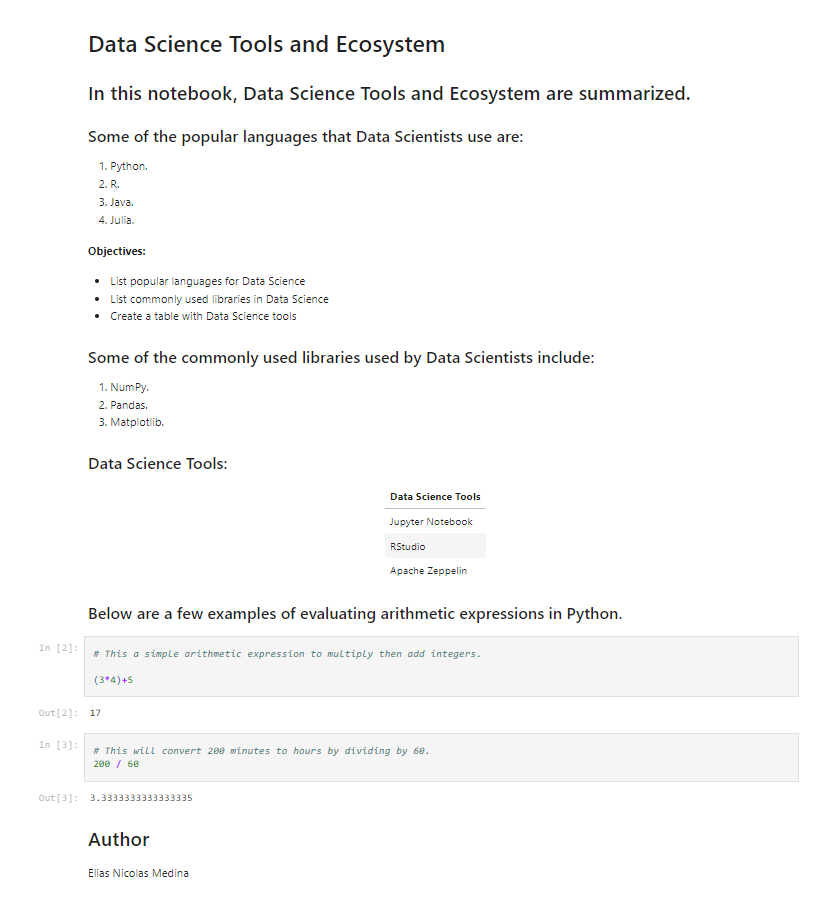 Data Science Tools and Ecosystem
In this notebook, Data Science Tools and Ecosystem are summarized.
Some of the popular languages that Data Scientists use are:
1. Python.
2. R.
3. Java.
4. Julia.
Objectives:
• List popular languages for Data Science
• List commonly used libraries in Data Science
• Create a table with Data Science tools
Some of the commonly used libraries used by Data Scientists include:
1. NumPy.
2. Pandas.
3. Matplotlib.
Data Science Tools:
Data Science Tools
Jupyter Notebook
RStudio
Apache Zeppelin
Below are a few examples of evaluating arithmetic expressions in Python.
In [2]: # This a simple arithmetic expression to multiply then add integers.
(3*4)+5
Out[2]: 17
In [3]: # This will convert 200 minutes to hours by dividing by 60.
200 / 60
Out[3]: 3.3333333333333335
Author
Elías Nicolas Medina